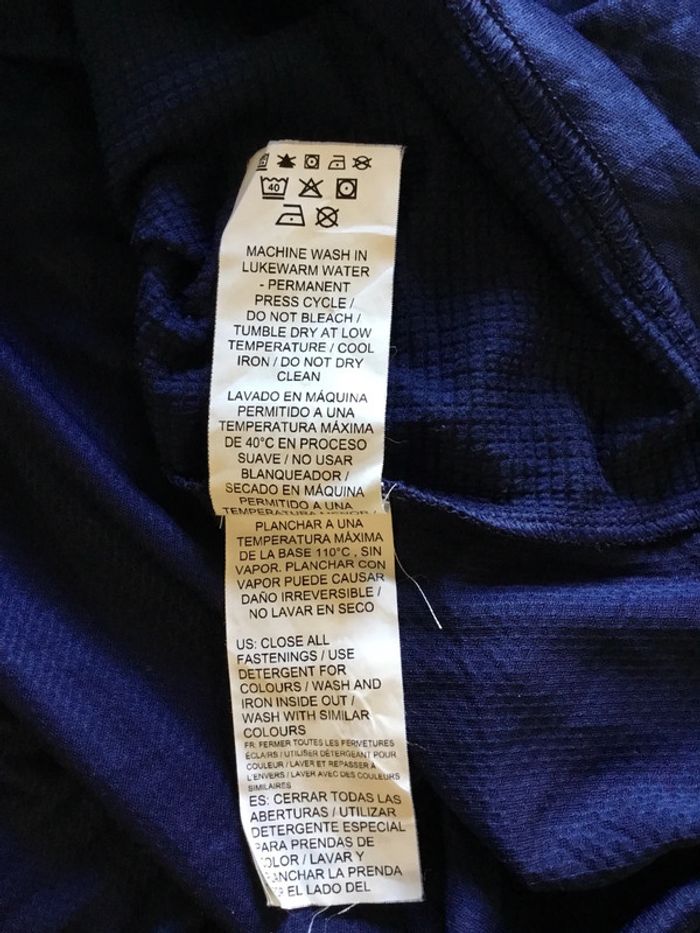 40
MACHINE WASH IN
LUKEWARM WATER
- PERMANENT
PRESS CYCLE /
DO NOT BLEACH /
TUMBLE DRY AT LOW
TEMPERATURE / COOL
IRON / DO NOT DRY
CLEAN
LAVADO EN MÁQUINA
PERMITIDO A UNA
TEMPERATURA MÁXIMA
DE 40°C EN PROCESO
SUAVE / NO USAR
BLANQUEADOR /
SECADO EN MÁQUINA
PERMITIDO A UNA
TEMPERATURA MENOR /
PLANCHAR A UNA
TEMPERATURA MÁXIMA
DE LA BASE 110°C , SIN
VAPOR. PLANCHAR CON
VAPOR PUEDE CAUSAR
DAÑO IRREVERSIBLE /
NO LAVAR EN SECO
US: CLOSE ALL
FASTENINGS / USE
DETERGENT FOR
COLOURS / WASH AND
IRON INSIDE OUT /
WASH WITH SIMILAR
COLOURS
FR: FERMER TOUTES LES FERMETURES
ÉCLAIRS / UTILISER DÉTERGEANT POUR
COULEUR / LAVER ET REPASSER A
L'ENVERS / LAVER AVEC DES COULEURS
SIMILAIRES
ES: CERRAR TODAS LAS
ABERTURAS / UTILIZAR
DETERGENTE ESPECIAL
PARA PRENDAS DE
COLOR / LAVAR Y
PLANCHAR LA PRENDA
EL LADO DEL